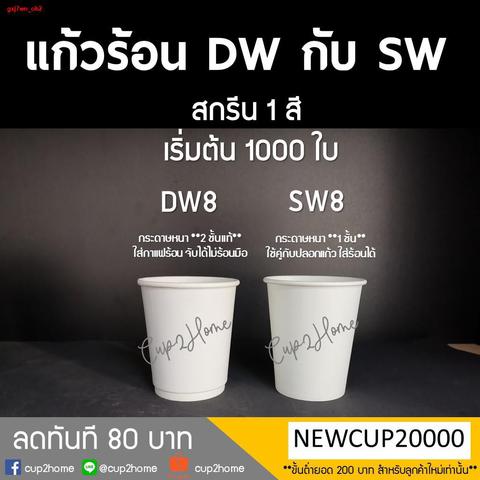 gxj7en_oh3
แก้วร้อน DW กับ SW
สกรีน 1 สี
เริ่มต้น 1000 ใบ
DW8
SW8
กระดาษหนา **2 ชั้นแท้**
ใส่กาแฟร้อน จับได้ไม่ร้อนมือ
กระดาษหนา **1 ชั้น**
ใช้คู่กับปลอกแก้ว ใส่ร้อนได้
Cup2Home
Cup2Home
ลดทันที 80 บาท
NEWCUP20000
cup2home @cup2home cup2home
**ขั้นต่ำยอด 200 บาท สำหรับลูกค้าใหม่เท่านั้น**